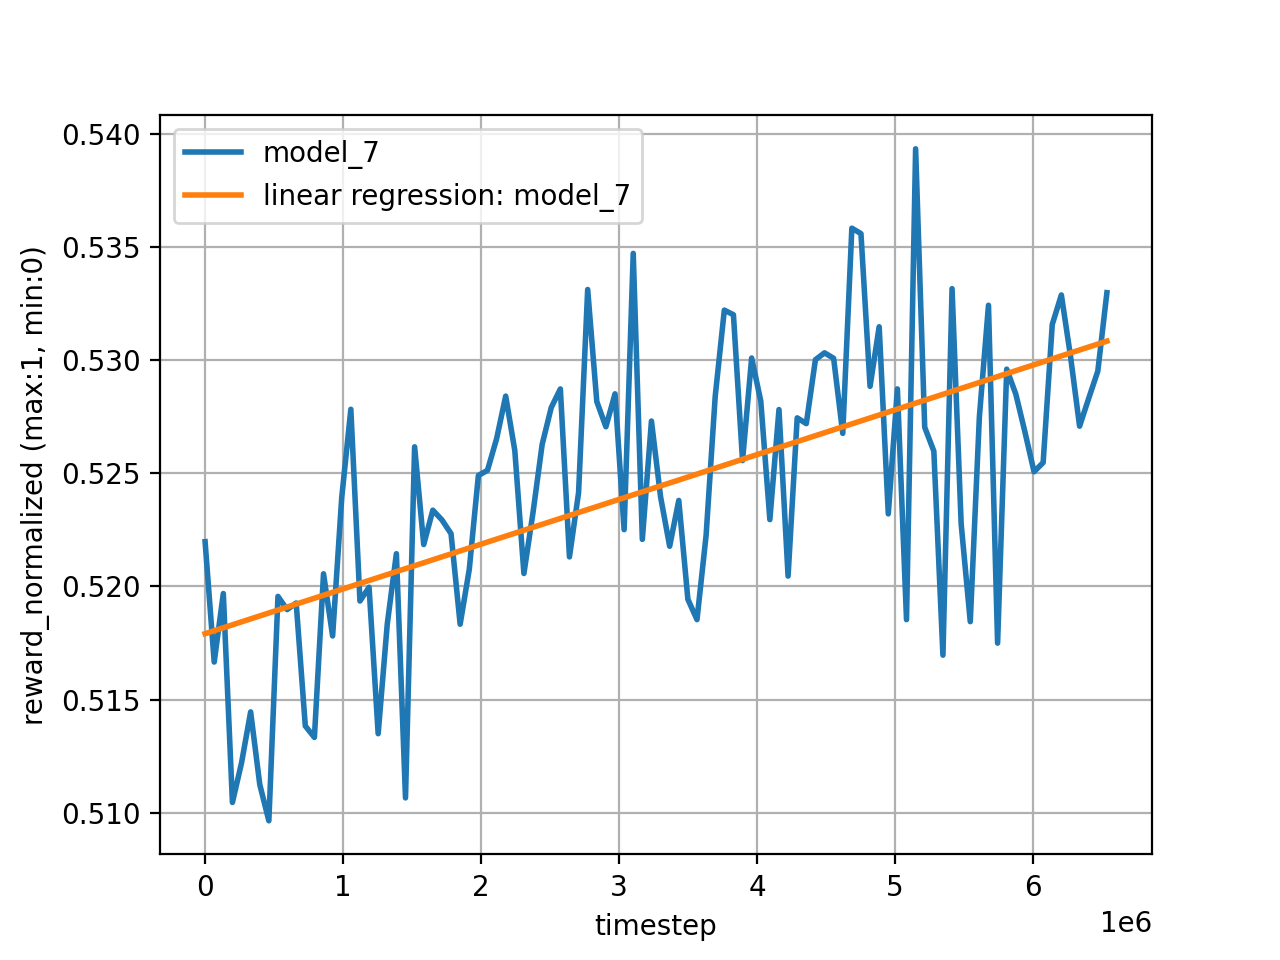 model_7
linear regression: model_7
reward_normalized (max:1, min:0)
0.540
0.535
0.530
0.525
0.520
0.515
0.510
0 1 2 3 4 5 6
1e6
timestep